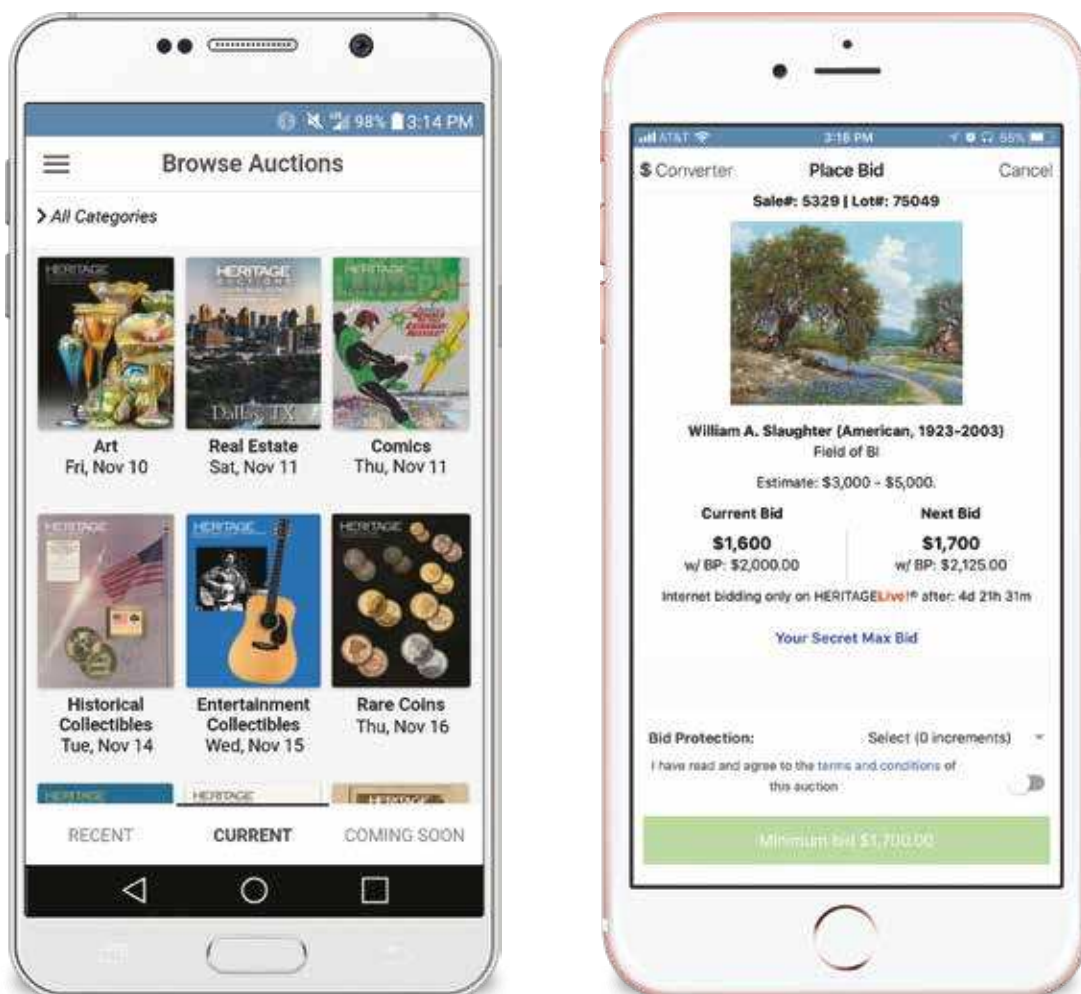 98% 3:14 PM
Browse Auctions
All Categories
HERITAGE
HERITAGE
AUCTIONS
Dallas, TX
Art
Fri, Nov 10
Real Estate
Sat, Nov 11
Comics
Thu, Nov 11
HERITAGE
HERITAGE
HERITAGE
Historical
Collectibles
Tue, Nov 14
Entertainment
Collectibles
Wed, Nov 15
Rare Coins
Thu, Nov 16
HERITAGE
HERITAGE
HERITAGE
RECENT
CURRENT
COMING SOON
AT&T 3:16 PM 55%
$ Converter
Place Bid
Cancel
Sale#: 5329 | Lot#: 75049
William A. Slaughter (American, 1923-2003)
Field of Bl
Estimate: $3,000 - $5,000.
Current Bid
Next Bid
$1,600
$1,700
w/ BP: $2,000.00
w/ BP: $2,125.00
Internet bidding only on HERITAGELive!® after: 4d 21h 31m
Your Secret Max Bid
Bid Protection:
Select (0 increments)
I have read and agree to the terms and conditions of
this auction
Minimum bid $1,700.00